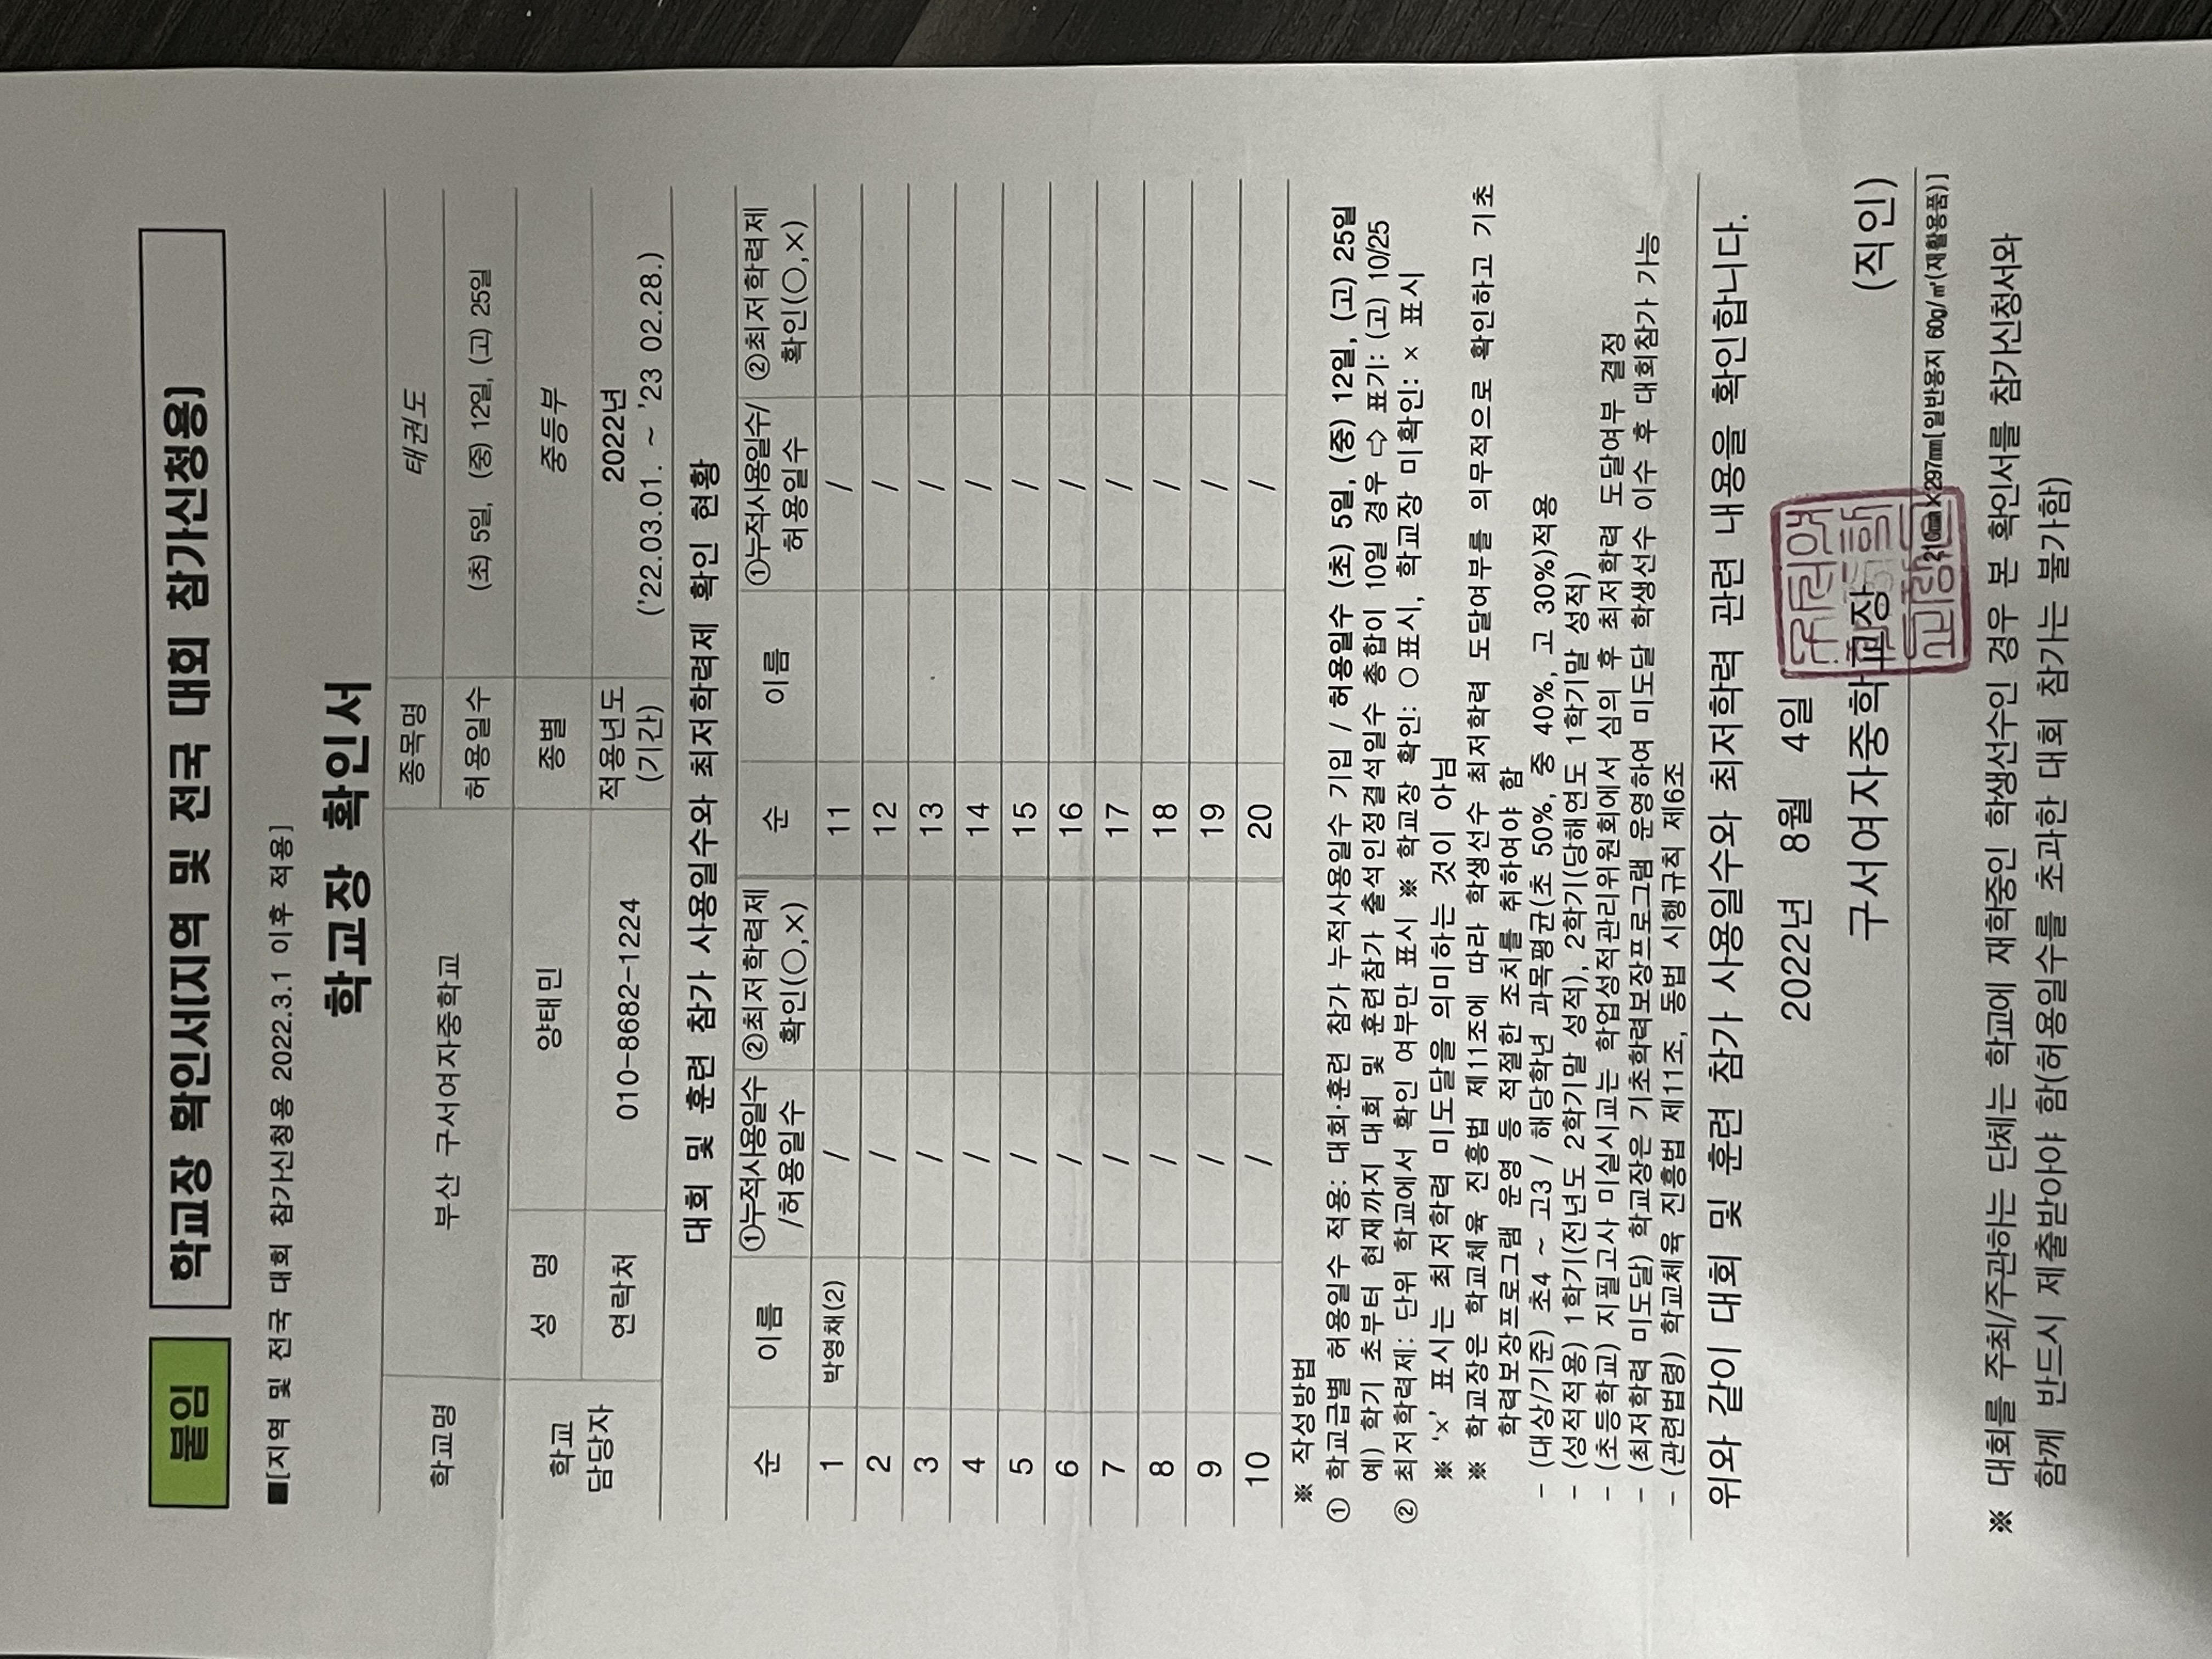 붙임
학교장 확인서[지역 및 전국 대회 참가신청용]
■[지역 및 전국 대회 참가신청용 2022.3.1 이후 적용]
학교장 확인서
학교명 부산 구서여자중학교 종목명 태권도
허용일수 (초) 5일, (중) 12일, (고) 25일
학교 담당자 성 명 양태민 종별 중등부
연락처 010-8682-1224 적용년도 (기간) 2022년
('22.03.01. ~ '23 02.28.)
대회 및 훈련 참가 사용일수와 최저학력제 확인 현황
순 이름 ①누적사용일수 /허용일수 ②최저학력제 확인(○,×) 순 이름 ①누적사용일수/ 허용일수 ②최저학력제 확인(○,×)
1 박영채(2) / 11 /
2 / 12 /
3 / 13 /
4 / 14 /
5 / 15 /
6 / 16 /
7 / 17 /
8 / 18 /
9 / 19 /
10 / 20 /
※ 작성방법
① 학교급별 허용일수 적용: 대회·훈련 참가 누적사용일수 기입 / 허용일수 (초) 5일, (중) 12일, (고) 25일
예) 학기 초부터 현재까지 대회 및 훈련참가 출석인정결석일수 총합이 10일 경우 ⇨ 표기: (고) 10/25
② 최저학력제: 단위 학교에서 확인 여부만 표시 ※ 학교장 확인: ○표시, 학교장 미확인: × 표시
※ '×' 표시는 최저학력 미도달을 의미하는 것이 아님
※ 학교장은 학교체육 진흥법 제11조에 따라 학생선수 최저학력 도달여부를 의무적으로 확인하고 기초
학력보장프로그램 운영 등 적절한 조치를 취하여야 함
- (대상/기준) 초4 ~ 고3 / 해당학년 과목평균(초 50%, 중 40%, 고 30%)적용
- (성적적용) 1학기(전년도 2학기말 성적), 2학기(당해연도 1학기말 성적)
- (초등학교) 지필고사 미실시교는 학업성적관리위원회에서 심의 후 최저학력 도달여부 결정
- (최저학력 미도달) 학교장은 기초학력보장프로그램 운영하여 미도달 학생선수 이수 후 대회참가 가능
- (관련법령) 학교체육 진흥법 제11조, 동법 시행규칙 제6조
위와 같이 대회 및 훈련 참가 사용일수와 최저학력 관련 내용을 확인합니다.
2022년 8월 4일
구서여자중학교장 (직인)
210㎜×297㎜[일반용지 60g/㎡(재활용품)]
※ 대회를 주최/주관하는 단체는 학교에 재학중인 학생선수인 경우 본 확인서를 참가신청서와
함께 반드시 제출받아야 함(허용일수를 초과한 대회 참가는 불가함)